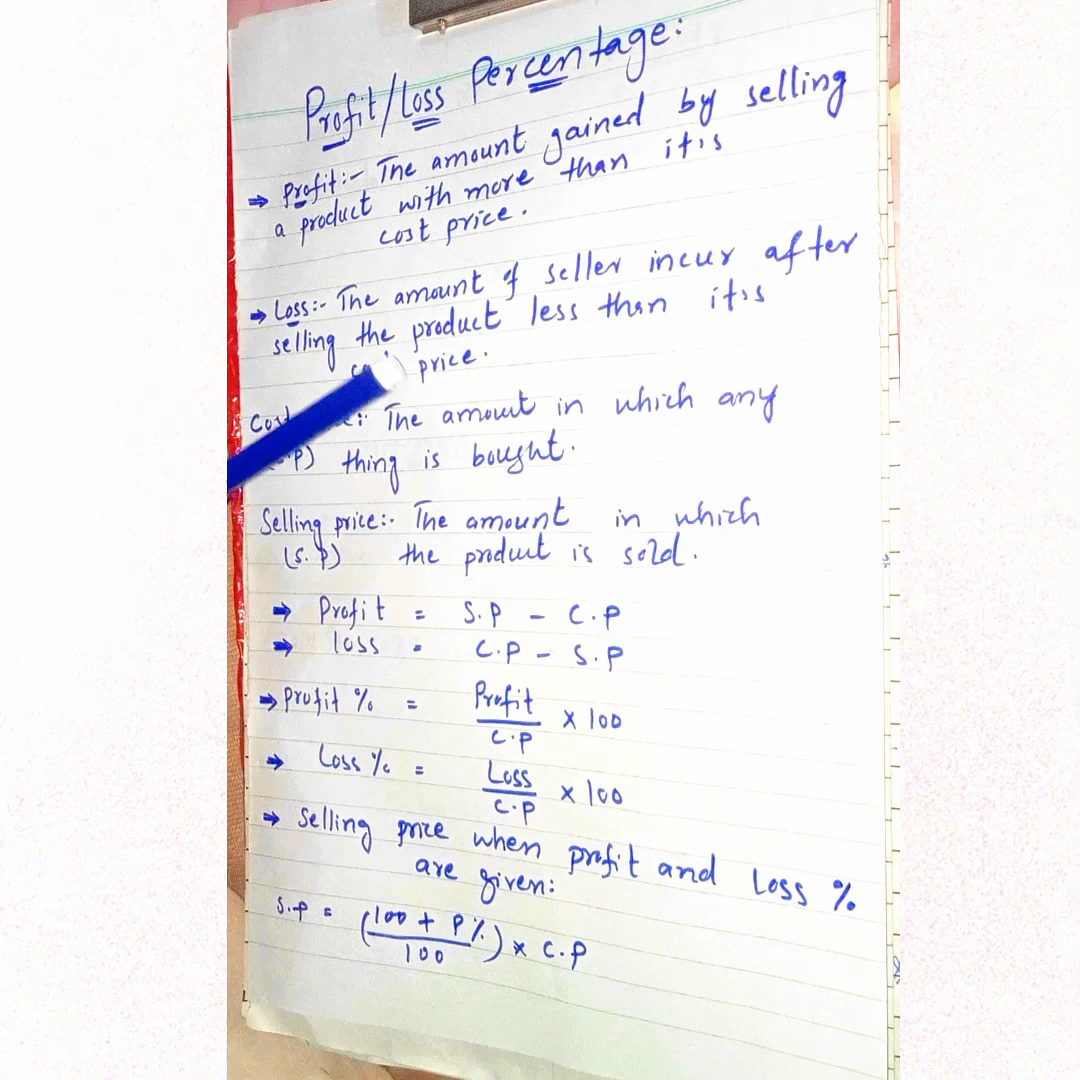 Profit/Loss Percentage:
⇒ Profit:- The amount gained by selling
a product with more than it's
cost price.
⇒ Loss:- The amount of seller incur after
selling the product less than it's
price.
Cost :- The amount in which any
P) thing is bought.
Selling price:- The amount in which
(S.P) the product is sold.
⇒ Profit = S.P - C.P
⇒ loss = C.P - S.P
⇒ Profit % = Profit/C.P × 100
⇒ Loss % = Loss/C.P × 100
⇒ Selling price when profit and Loss %
are given:
S.P = (100 + P%/100) × C.P